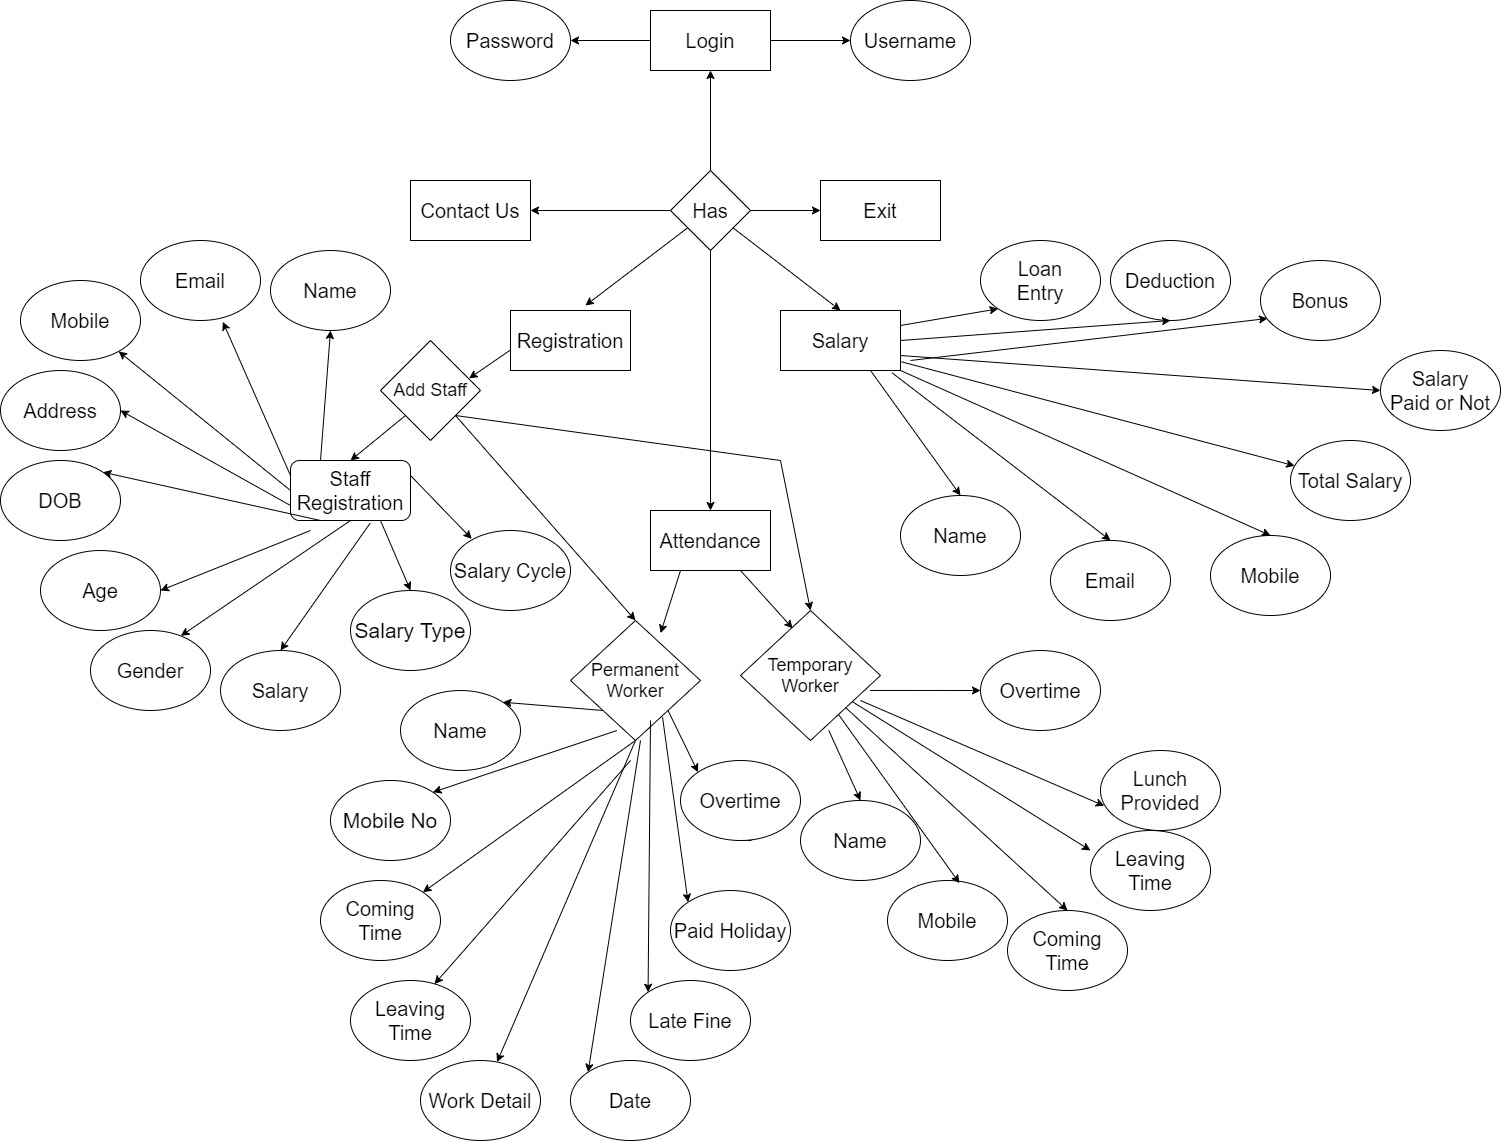 Password
Login
Username
Contact Us
Has
Exit
Email
Name
Mobile
Loan
Entry
Deduction
Bonus
Registration
Salary
Add Staff
Address
Salary
Paid or Not
Staff
Registration
DOB
Total Salary
Attendance
Name
Salary Cycle
Age
Email
Mobile
Gender
Salary Type
Salary
Permanent
Worker
Temporary
Worker
Overtime
Name
Mobile No
Overtime
Name
Lunch
Provided
Leaving
Time
Coming
Time
Paid Holiday
Mobile
Coming
Time
Leaving
Time
Late Fine
Work Detail
Date